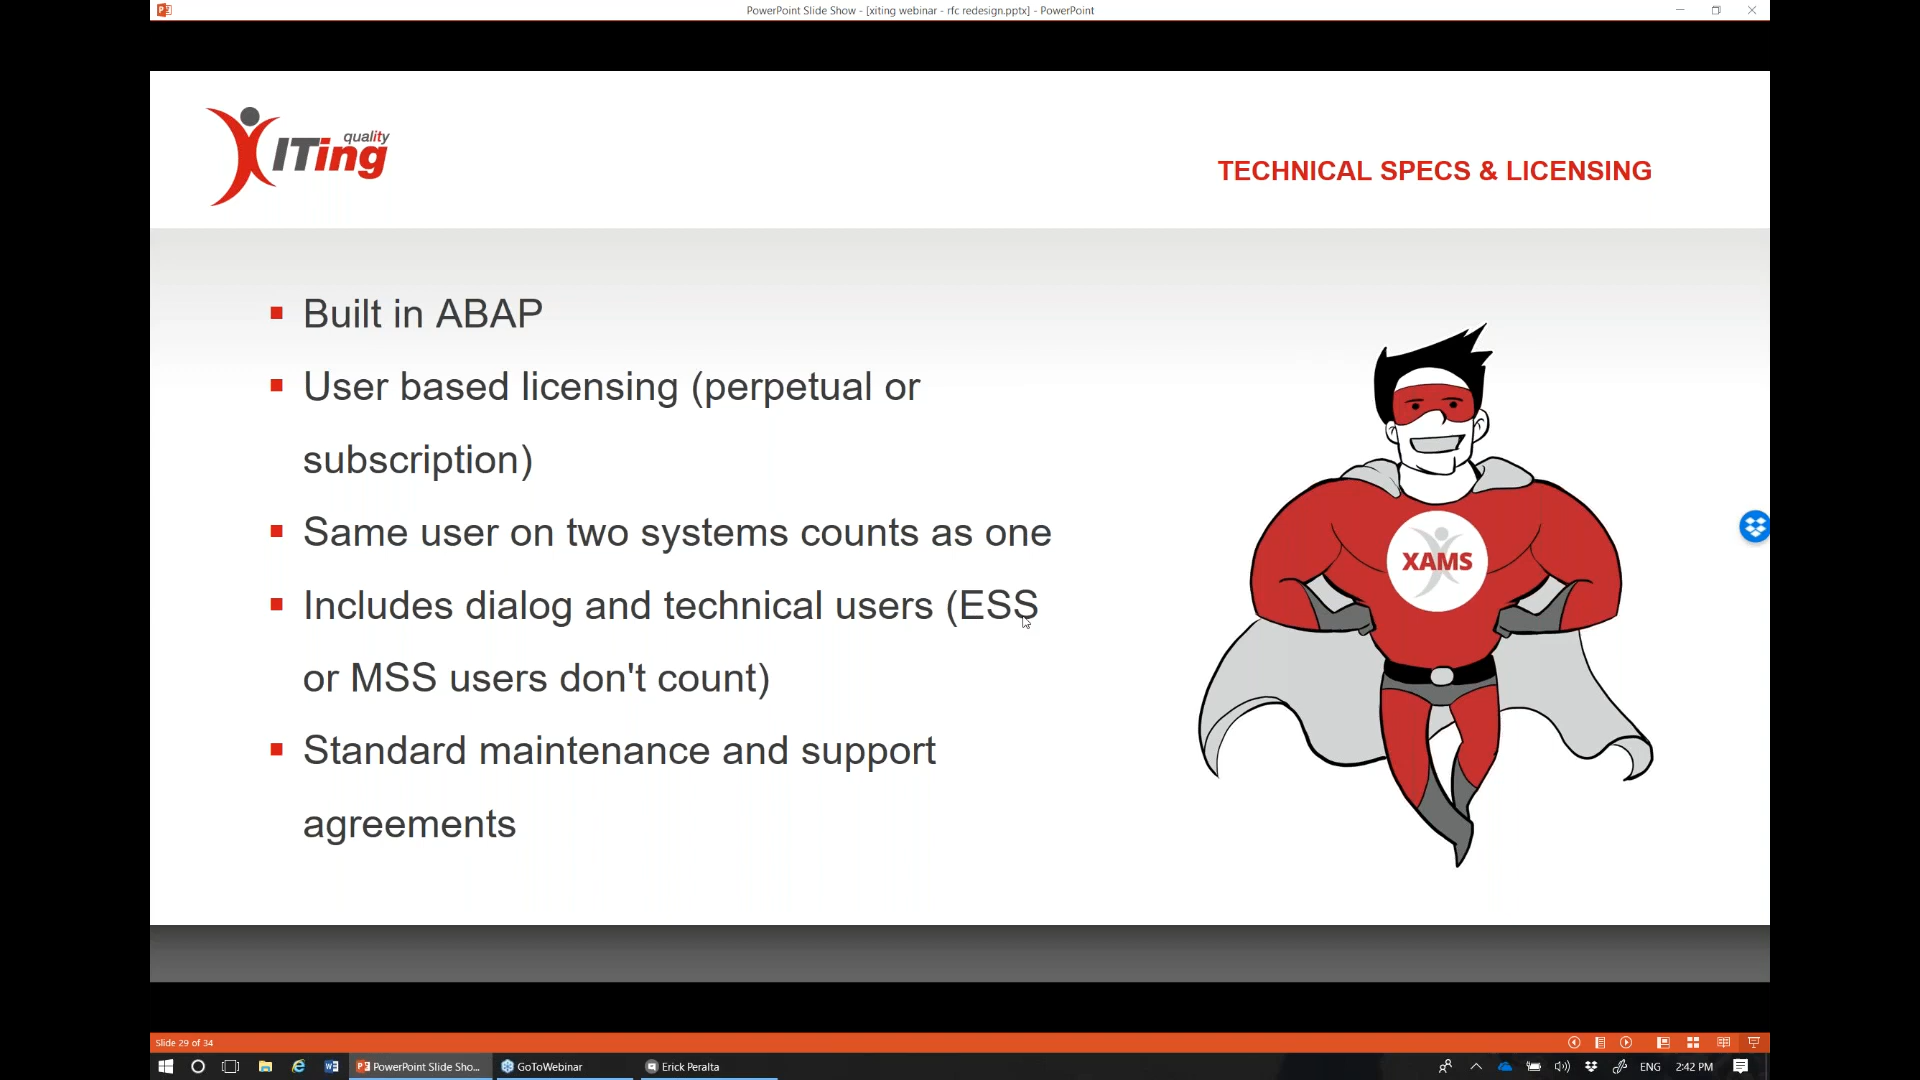 PowerPoint Slide Show - [xiting webinar - rfc redesign.pptx] - PowerPoint
XITing quality
TECHNICAL SPECS & LICENSING
Built in ABAP
User based licensing (perpetual or
subscription)
Same user on two systems counts as one
Includes dialog and technical users (ESS
or MSS users don't count)
Standard maintenance and support
agreements
XAMS
Slide 29 of 34
PowerPoint Slide Sho...
GoToWebinar
Erick Peralta
ENG
2:42 PM